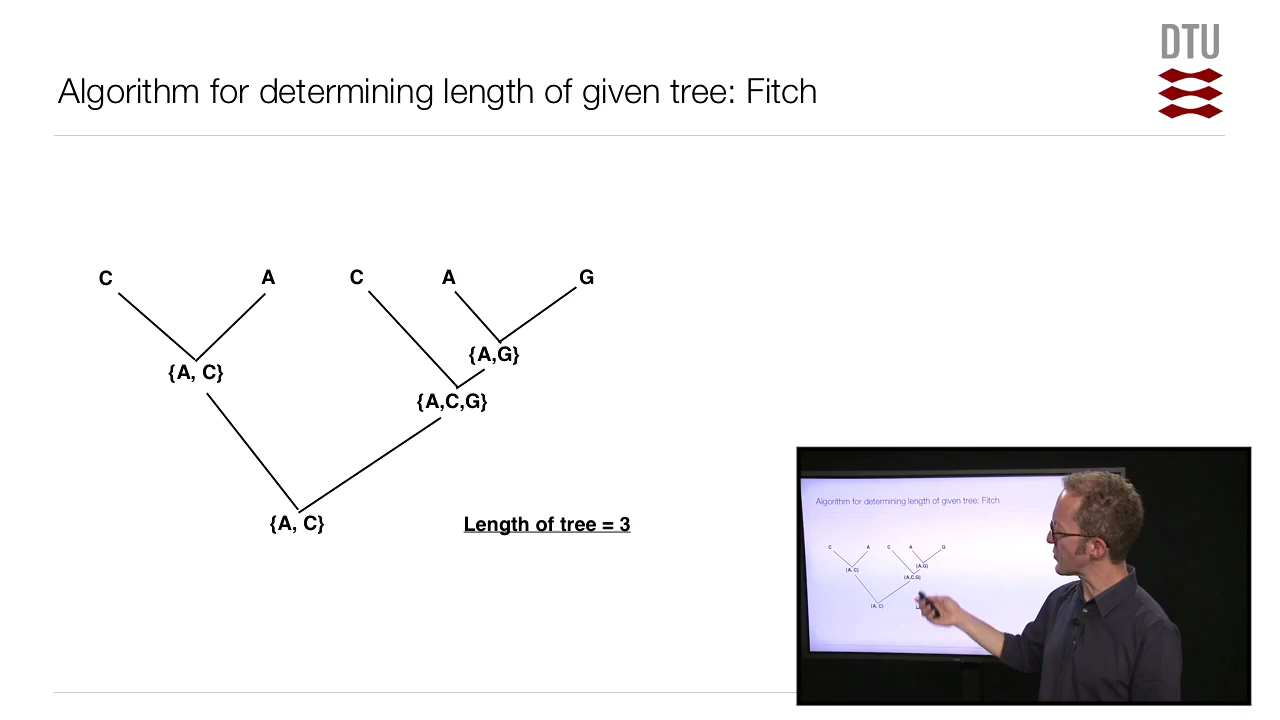 DTU
Algorithm for determining length of given tree: Fitch
C A C A G
{A,G}
{A, C}
{A,C,G}
{A, C} Length of tree = 3
Algorithm for determining length of given tree: Fitch
C A C A G
{A,G}
{A, C}
{A,C,G}
{A, C}